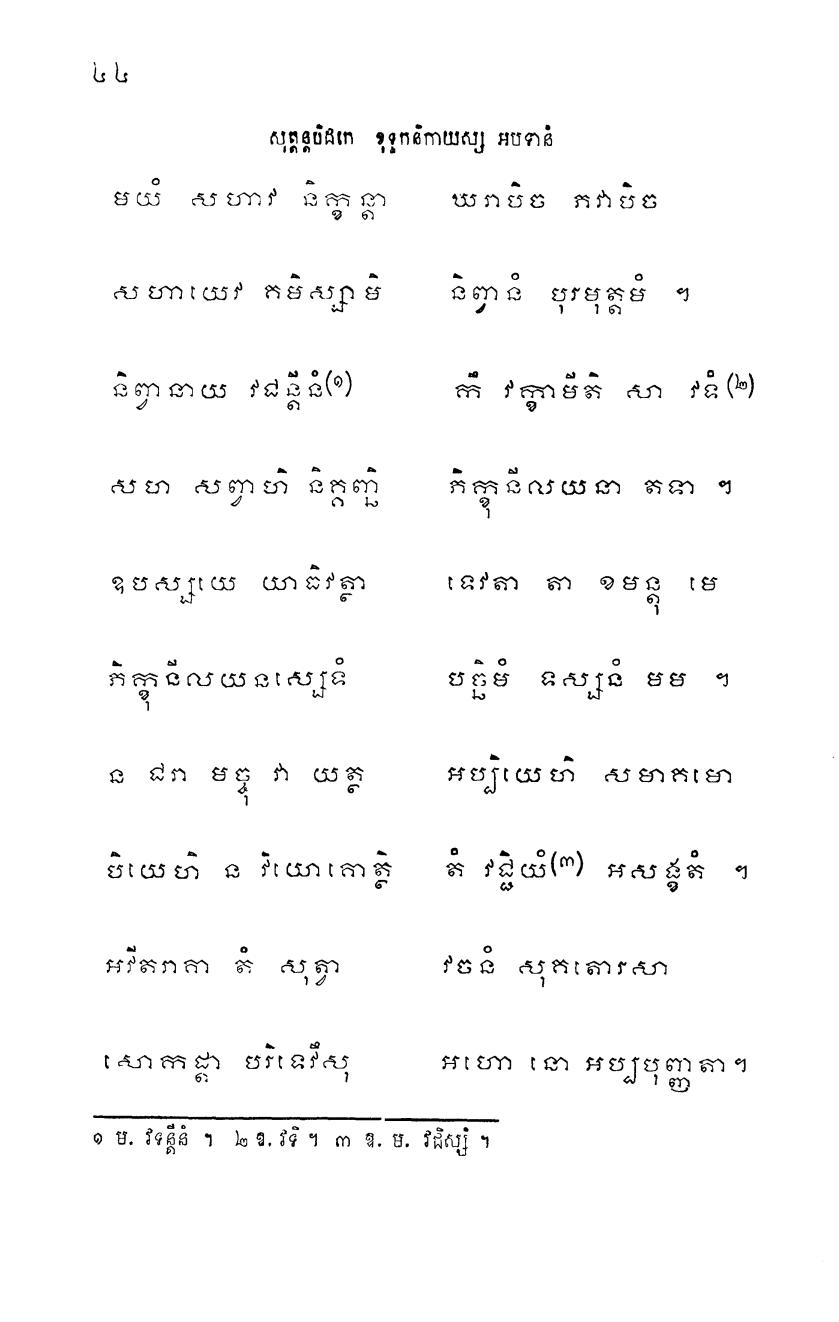 ៤៤
សុត្តន្តបិដកេ ខុទ្ទកនិកាយស្ស អបទានំ
មយំ សហាវ និក្ខន្តា ឃរាបិច ភវាបិច
សហាយេវ គមិស្សាមិ និព្វានំ បុរមុត្តមំ ។
និព្វានាយ វជន្តីនំ(១) កឹ វក្ខាមីតិ សា វទំ(២)
សហ សព្វាហិ និក្កញ្ឆិ ភិក្ខុនីលយនា តទា ។
ឧបស្សយេ យាធិវត្ថា ទេវតា តា ខមន្តុ មេ
ភិក្ខុនីលយនស្សេទំ បច្ឆិមំ ទស្សនំ មម ។
ន ជរា មច្ចុ វា យត្ថ អប្បិយេហិ សមាគមោ
បិយេហិ ន វិយោគោត្ថិ តំ វជ្ជិយំ(៣) អសង្ខតំ ។
អវីតរាគា តំ សុត្វា វចនំ សុគតោរសា
សោកដ្តា បរិទេវឹសុ អហោ នោ អប្បបុញ្ញតា។
១ ម. វទន្តីនំ ។ ២ ឧ. វទិ ។ ៣ ឧ. ម. វជិស្សំ ។